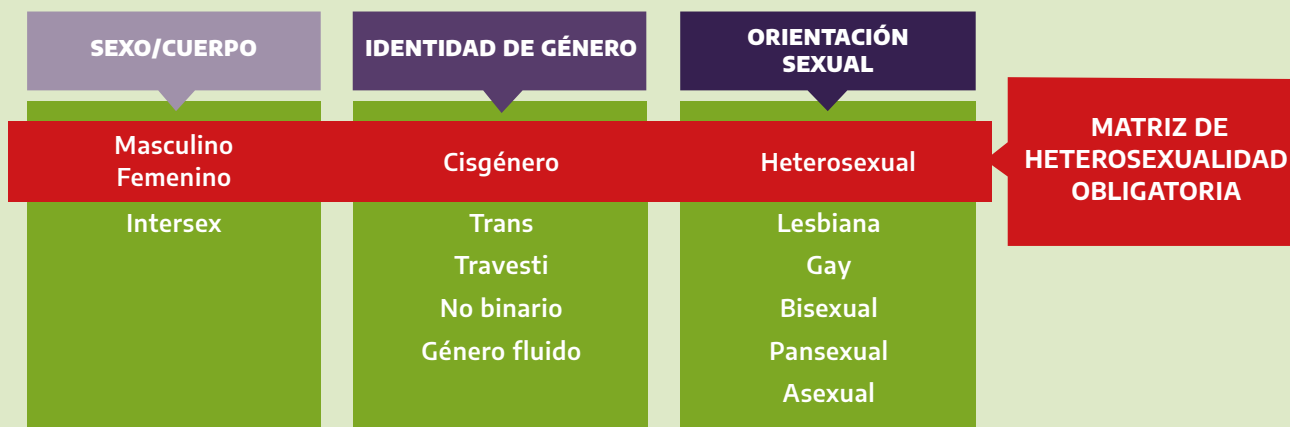 SEXO/CUERPO
Masculino
Femenino
Intersex
IDENTIDAD DE GÉNERO
Cisgénero
Trans
Travesti
No binario
Género fluido
ORIENTACIÓN
SEXUAL
Heterosexual
Lesbiana
Gay
Bisexual
Pansexual
Asexual
MATRIZ DE
HETEROSEXUALIDAD
OBLIGATORIA